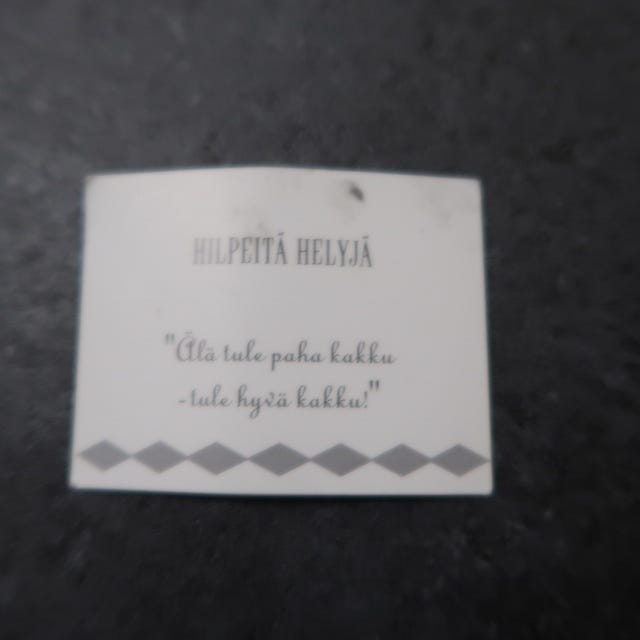 HILPEITÄ HELYJÄ
"Älä tule paha kakku
-tule hyvä kakku!"